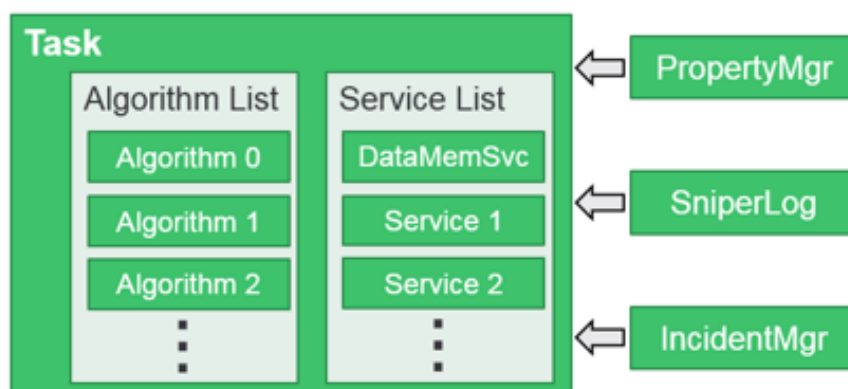 Task
Algorithm List
Algorithm 0
Algorithm 1
Algorithm 2
Service List
DataMemSvc
Service 1
Service 2
PropertyMgr
SniperLog
IncidentMgr